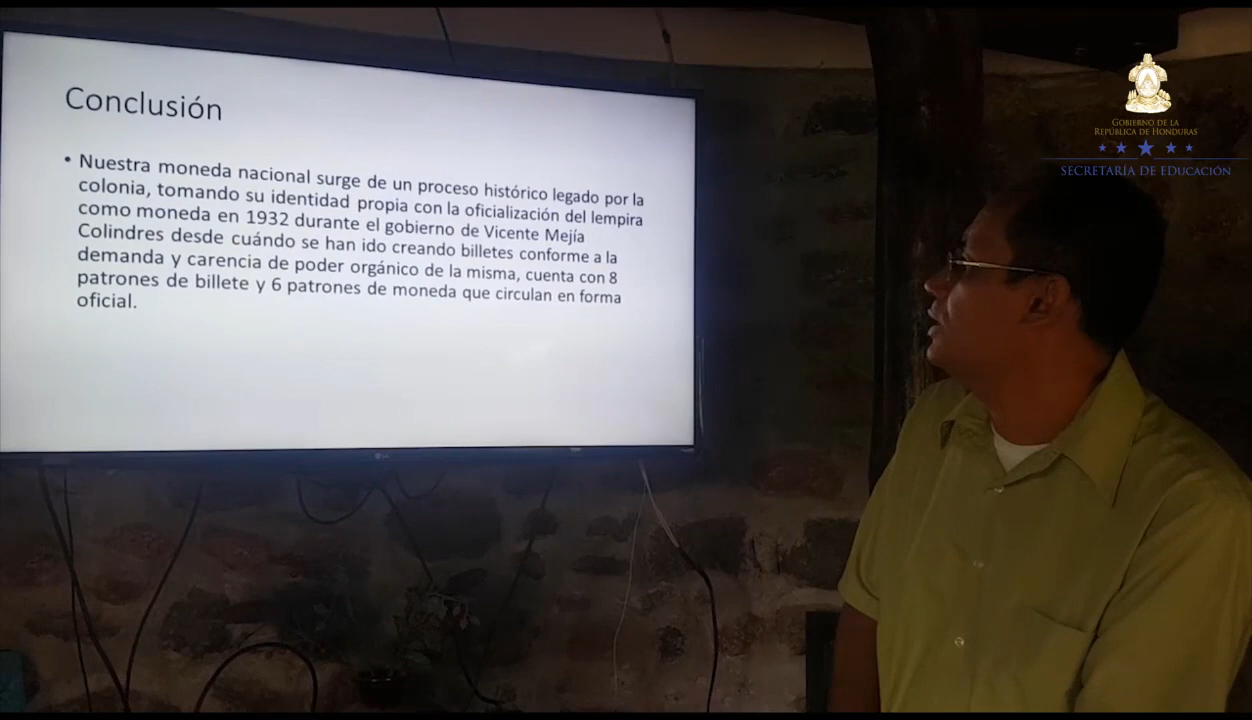 Conclusión
• Nuestra moneda nacional surge de un proceso histórico legado por la
colonia, tomando su identidad propia con la oficialización del lempira
como moneda en 1932 durante el gobierno de Vicente Mejía
Colindres desde cuándo se han ido creando billetes conforme a la
demanda y carencia de poder orgánico de la misma, cuenta con 8
patrones de billete y 6 patrones de moneda que circulan en forma
oficial.
GOBIERNO DE LA
REPÚBLICA DE HONDURAS
SECRETARÍA DE EDUCACIÓN
LG